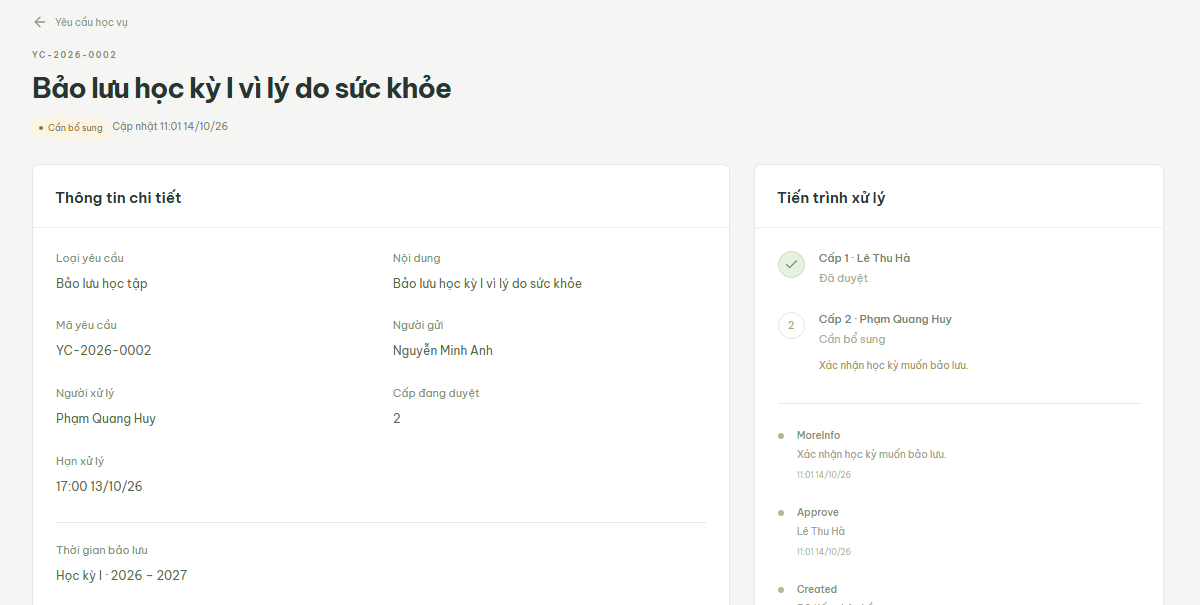 Yêu cầu học vụ
YC-2026-0002
Bảo lưu học kỳ I vì lý do sức khỏe
Cần bổ sung
Cập nhật 11:01 14/10/26
Thông tin chi tiết
Loại yêu cầu
Bảo lưu học tập
Nội dung
Bảo lưu học kỳ I vì lý do sức khỏe
Mã yêu cầu
YC-2026-0002
Người gửi
Nguyễn Minh Anh
Người xử lý
Phạm Quang Huy
Cấp đang duyệt
2
Hạn xử lý
17:00 13/10/26
Thời gian bảo lưu
Học kỳ I · 2026 – 2027
Tiến trình xử lý
Cấp 1 · Lê Thu Hà
Đã duyệt
2
Cấp 2 · Phạm Quang Huy
Cần bổ sung
Xác nhận học kỳ muốn bảo lưu.
MoreInfo
Xác nhận học kỳ muốn bảo lưu.
11:01 14/10/26
Approve
Lê Thu Hà
11:01 14/10/26
Created